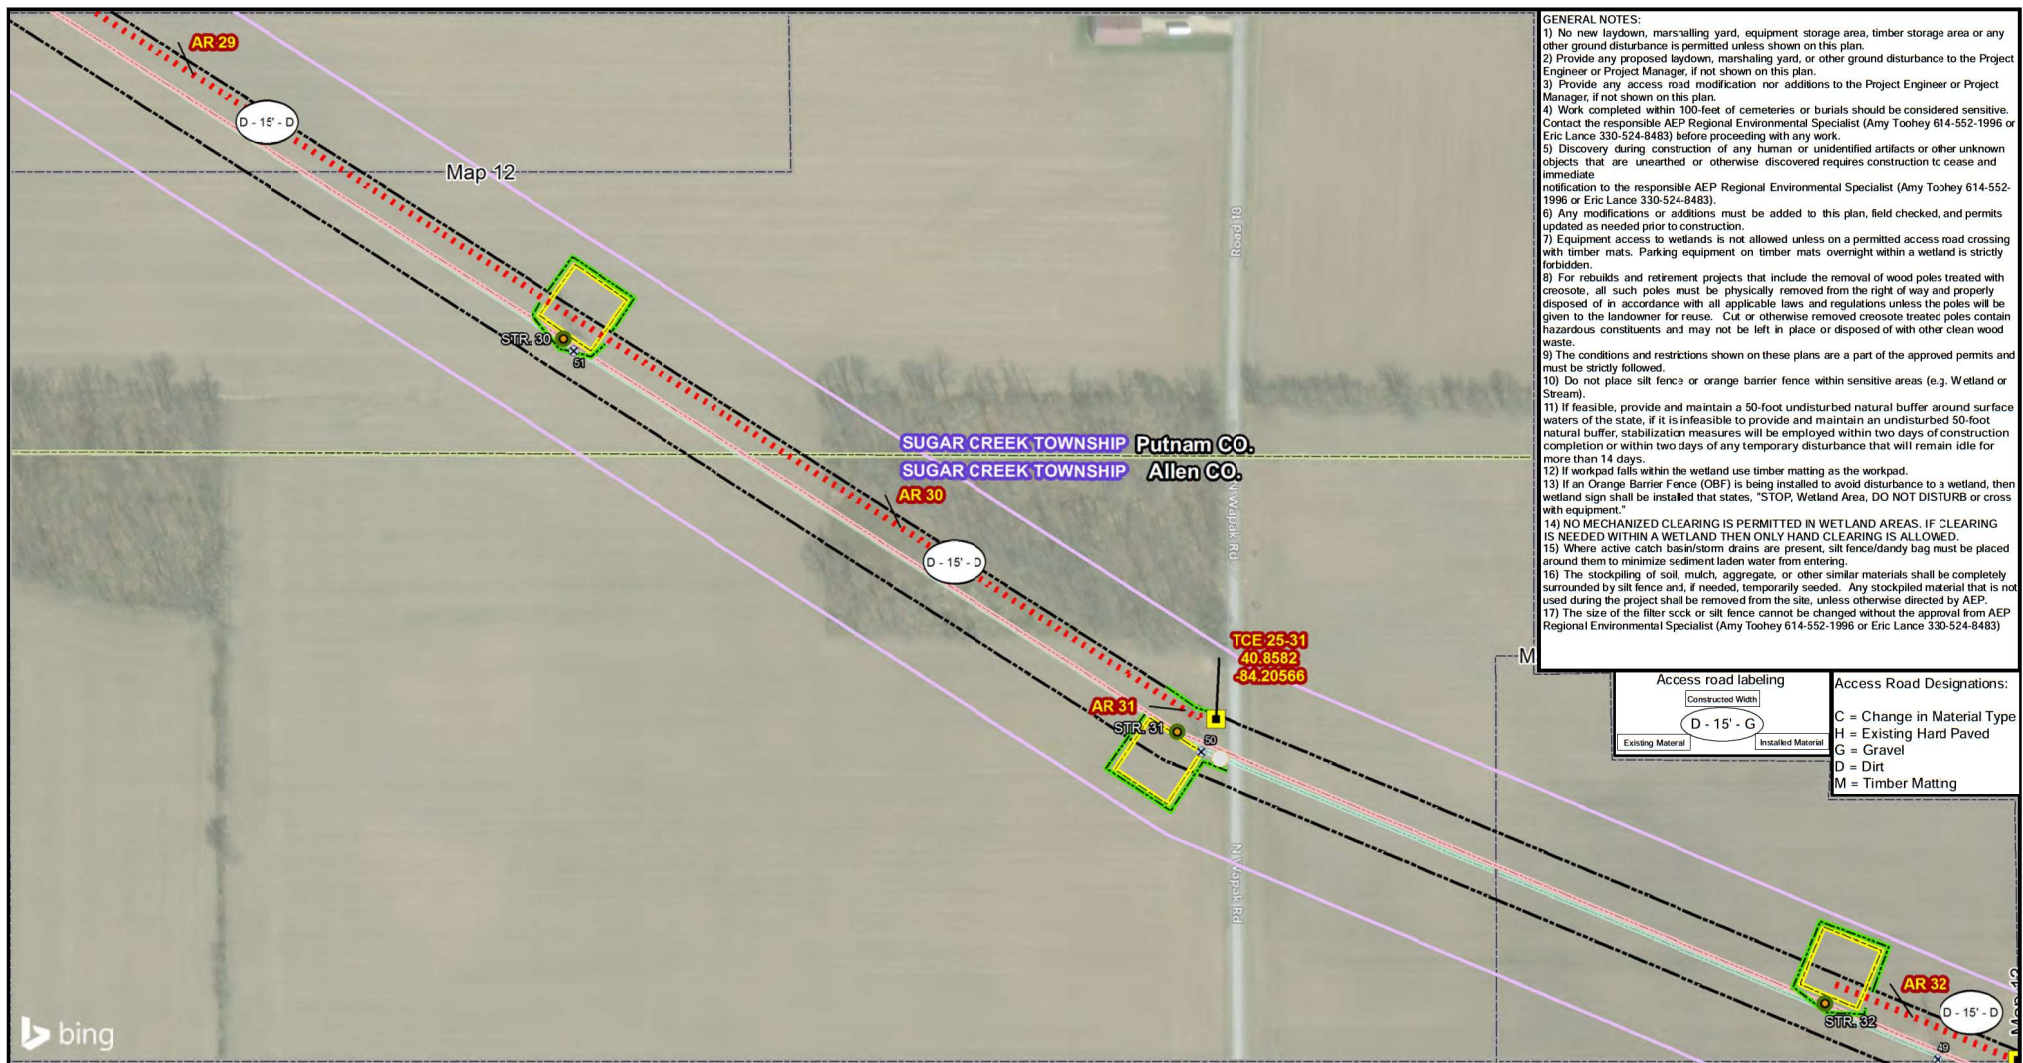 AR 29
D - 15' - D
Map 12
Road 18
STR. 30
51
SUGAR CREEK TOWNSHIP Putnam CO.
SUGAR CREEK TOWNSHIP Allen CO.
AR 30
N Wapak Rd
D - 15' - D
TCE 25-31
40.8582
-84.20566
AR 31
STR. 31
50
N Wapak Rd
M
AR 32
D - 15' - D
STR. 32
49
Map 12
bing
GENERAL NOTES:
1) No new laydown, marshalling yard, equipment storage area, timber storage area or any
other ground disturbance is permitted unless shown on this plan.
2) Provide any proposed laydown, marshaling yard, or other ground disturbance to the Project
Engineer or Project Manager, if not shown on this plan.
3) Provide any access road modification nor additions to the Project Engineer or Project
Manager, if not shown on this plan.
4) Work completed within 100-feet of cemeteries or burials should be considered sensitive.
Contact the responsible AEP Regional Environmental Specialist (Amy Toohey 614-552-1996 or
Eric Lance 330-524-8483) before proceeding with any work.
5) Discovery during construction of any human or unidentified artifacts or other unknown
objects that are unearthed or otherwise discovered requires construction to cease and
immediate
notification to the responsible AEP Regional Environmental Specialist (Amy Toohey 614-552-
1996 or Eric Lance 330-524-8483).
6) Any modifications or additions must be added to this plan, field checked, and permits
updated as needed prior to construction.
7) Equipment access to wetlands is not allowed unless on a permitted access road crossing
with timber mats. Parking equipment on timber mats overnight within a wetland is strictly
forbidden.
8) For rebuilds and retirement projects that include the removal of wood poles treated with
creosote, all such poles must be physically removed from the right of way and properly
disposed of in accordance with all applicable laws and regulations unless the poles will be
given to the landowner for reuse. Cut or otherwise removed creosote treated poles contain
hazardous constituents and may not be left in place or disposed of with other clean wood
waste.
9) The conditions and restrictions shown on these plans are a part of the approved permits and
must be strictly followed.
10) Do not place silt fence or orange barrier fence within sensitive areas (e.g. Wetland or
Stream).
11) If feasible, provide and maintain a 50-foot undisturbed natural buffer around surface
waters of the state, if it is infeasible to provide and maintain an undisturbed 50-foot
natural buffer, stabilization measures will be employed within two days of construction
completion or within two days of any temporary disturbance that will remain idle for
more than 14 days.
12) If workpad falls within the wetland use timber matting as the workpad.
13) If an Orange Barrier Fence (OBF) is being installed to avoid disturbance to a wetland, then
wetland sign shall be installed that states, "STOP, Wetland Area, DO NOT DISTURB or cross
with equipment."
14) NO MECHANIZED CLEARING IS PERMITTED IN WETLAND AREAS. IF CLEARING
IS NEEDED WITHIN A WETLAND THEN ONLY HAND CLEARING IS ALLOWED.
15) Where active catch basin/storm drains are present, silt fence/dandy bag must be placed
around them to minimize sediment laden water from entering.
16) The stockpiling of soil, mulch, aggregate, or other similar materials shall be completely
surrounded by silt fence and, if needed, temporarily seeded. Any stockpiled material that is not
used during the project shall be removed from the site, unless otherwise directed by AEP.
17) The size of the filter sock or silt fence cannot be changed without the approval from AEP
Regional Environmental Specialist (Amy Toohey 614-552-1996 or Eric Lance 330-524-8483)
Access road labeling
Constructed Width
D - 15' - G
Existing Material
Installed Material
Access Road Designations:
C = Change in Material Type
H = Existing Hard Paved
G = Gravel
D = Dirt
M = Timber Matting